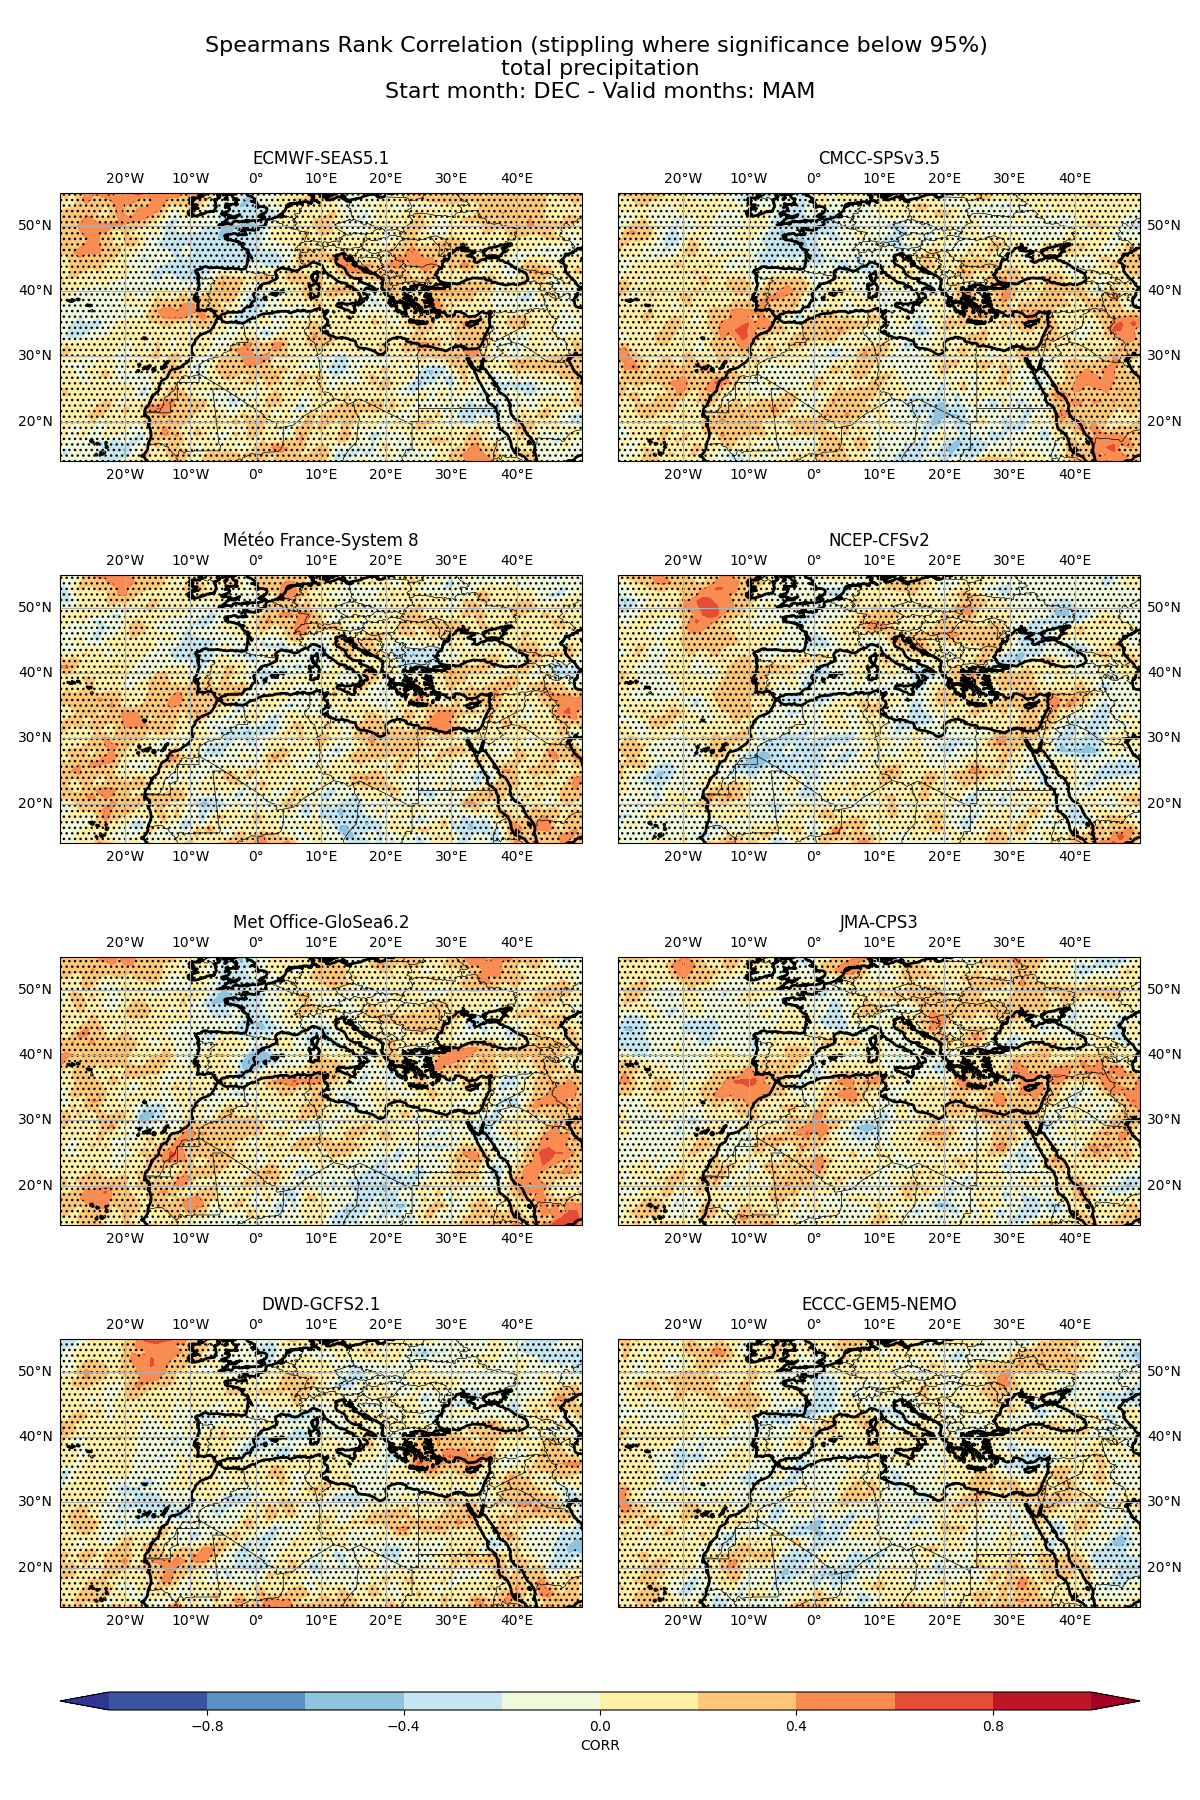 Spearmans Rank Correlation (stippling where significance below 95%)
total precipitation
Start month: DEC - Valid months: MAM
ECMWF-SEAS5.1
20°W 10°W 0° 10°E 20°E 30°E 40°E
50°N
40°N
30°N
20°N
20°W 10°W 0° 10°E 20°E 30°E 40°E
CMCC-SPSv3.5
20°W 10°W 0° 10°E 20°E 30°E 40°E
50°N
40°N
30°N
20°N
20°W 10°W 0° 10°E 20°E 30°E 40°E
Météo France-System 8
20°W 10°W 0° 10°E 20°E 30°E 40°E
50°N
40°N
30°N
20°N
20°W 10°W 0° 10°E 20°E 30°E 40°E
NCEP-CFSv2
20°W 10°W 0° 10°E 20°E 30°E 40°E
50°N
40°N
30°N
20°N
20°W 10°W 0° 10°E 20°E 30°E 40°E
Met Office-GloSea6.2
20°W 10°W 0° 10°E 20°E 30°E 40°E
50°N
40°N
30°N
20°N
20°W 10°W 0° 10°E 20°E 30°E 40°E
JMA-CPS3
20°W 10°W 0° 10°E 20°E 30°E 40°E
50°N
40°N
30°N
20°N
20°W 10°W 0° 10°E 20°E 30°E 40°E
DWD-GCFS2.1
20°W 10°W 0° 10°E 20°E 30°E 40°E
50°N
40°N
30°N
20°N
20°W 10°W 0° 10°E 20°E 30°E 40°E
ECCC-GEM5-NEMO
20°W 10°W 0° 10°E 20°E 30°E 40°E
50°N
40°N
30°N
20°N
20°W 10°W 0° 10°E 20°E 30°E 40°E
−0.8 −0.4 0.0 0.4 0.8
CORR